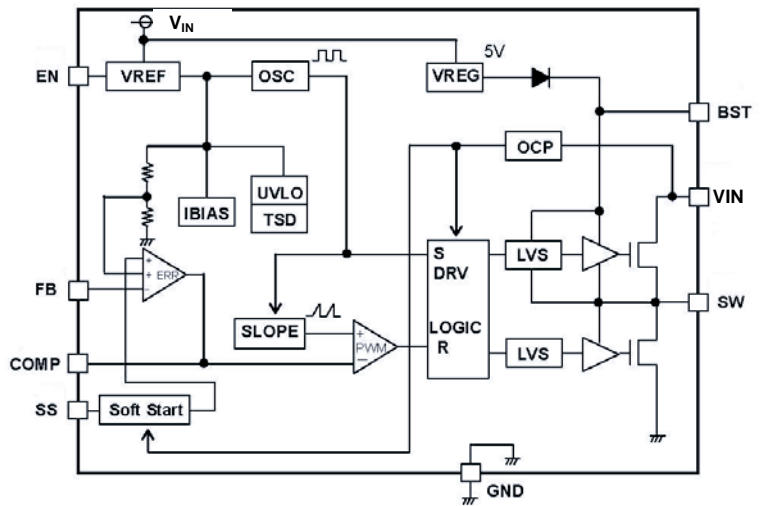 V_IN
5V
EN
VREF
OSC
VREG
BST
OCP
UVLO
IBIAS
TSD
VIN
+
+ ERR
−
S
DRV
LVS
FB
SW
SLOPE
LOGIC
R
+
PWM
−
LVS
COMP
SS
Soft Start
GND